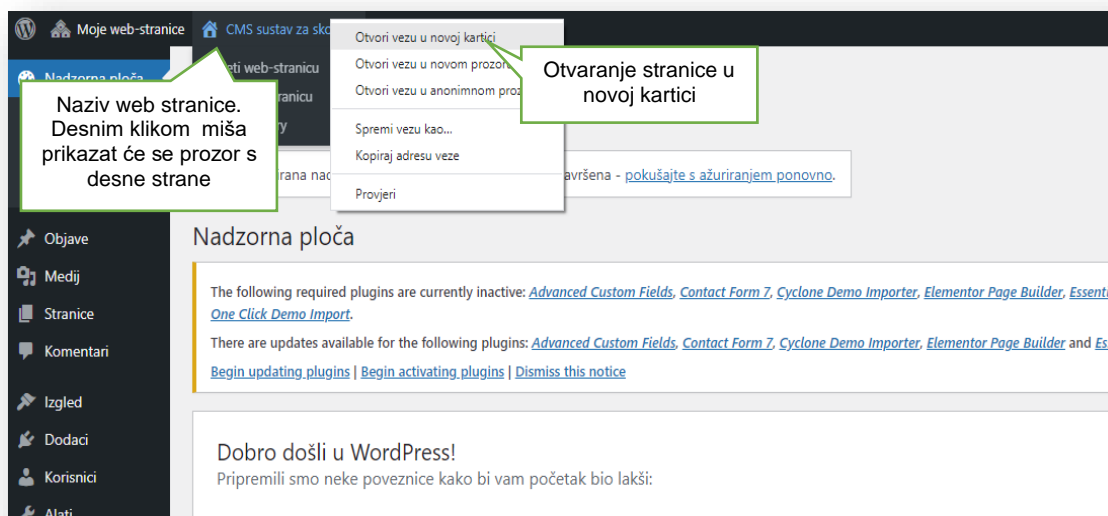 Moje web-stranice CMS sustav za sko
Otvori vezu u novoj kartici
Otvori vezu u novom prozoru
Otvori vezu u anonimnom
Spremi vezu kao...
Kopiraj adresu veze
Provjeri
Otvaranje stranice u
novoj kartici
Naziv web stranice.
Desnim klikom miša
prikazat će se prozor s
desne strane
web-stranicu
Nadzorna ploča
- pokušajte s ažuriranjem ponovno.
Objave
Medij
Stranice
Komentari
Izgled
Dodaci
Korisnici
Alati
Nadzorna ploča
The following required plugins are currently inactive: Advanced Custom Fields, Contact Form 7, Cyclone Demo Importer, Elementor Page Builder, Essenti
One Click Demo Import.
There are updates available for the following plugins: Advanced Custom Fields, Contact Form 7, Cyclone Demo Importer, Elementor Page Builder and Es
Begin updating plugins | Begin activating plugins | Dismiss this notice
Dobro došli u WordPress!
Pripremili smo neke poveznice kako bi vam početak bio lakši: